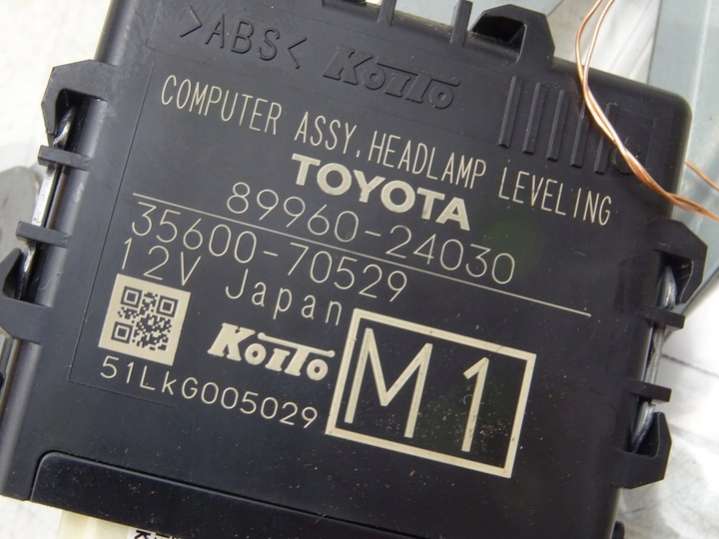 >ABS< KOITO
COMPUTER ASSY, HEADLAMP LEVELING
TOYOTA
89960-24030
35600-70529
12V Japan
KOITO
M1
51LkG005029